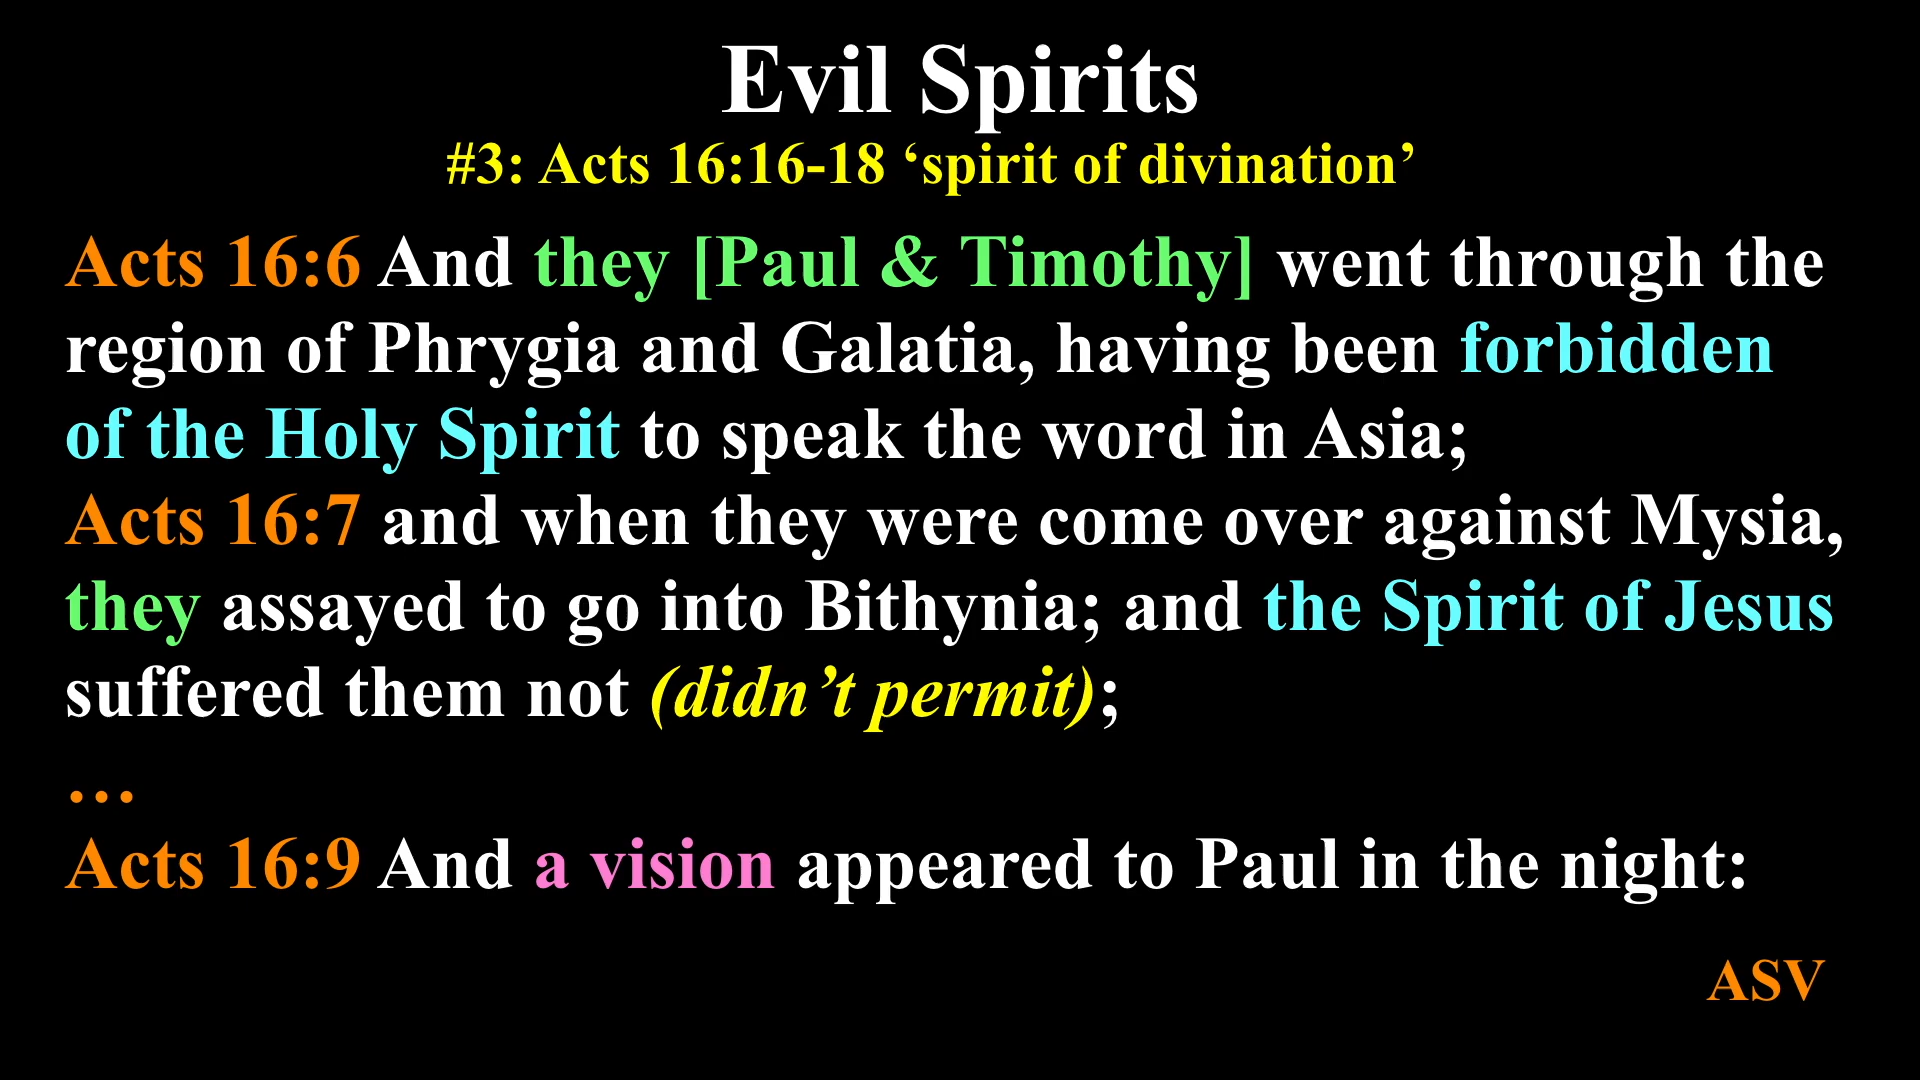 Evil Spirits
#3: Acts 16:16-18 ‘spirit of divination’
Acts 16:6 And they [Paul & Timothy] went through the
region of Phrygia and Galatia, having been forbidden
of the Holy Spirit to speak the word in Asia;
Acts 16:7 and when they were come over against Mysia,
they assayed to go into Bithynia; and the Spirit of Jesus
suffered them not (didn’t permit);
…
Acts 16:9 And a vision appeared to Paul in the night:
ASV